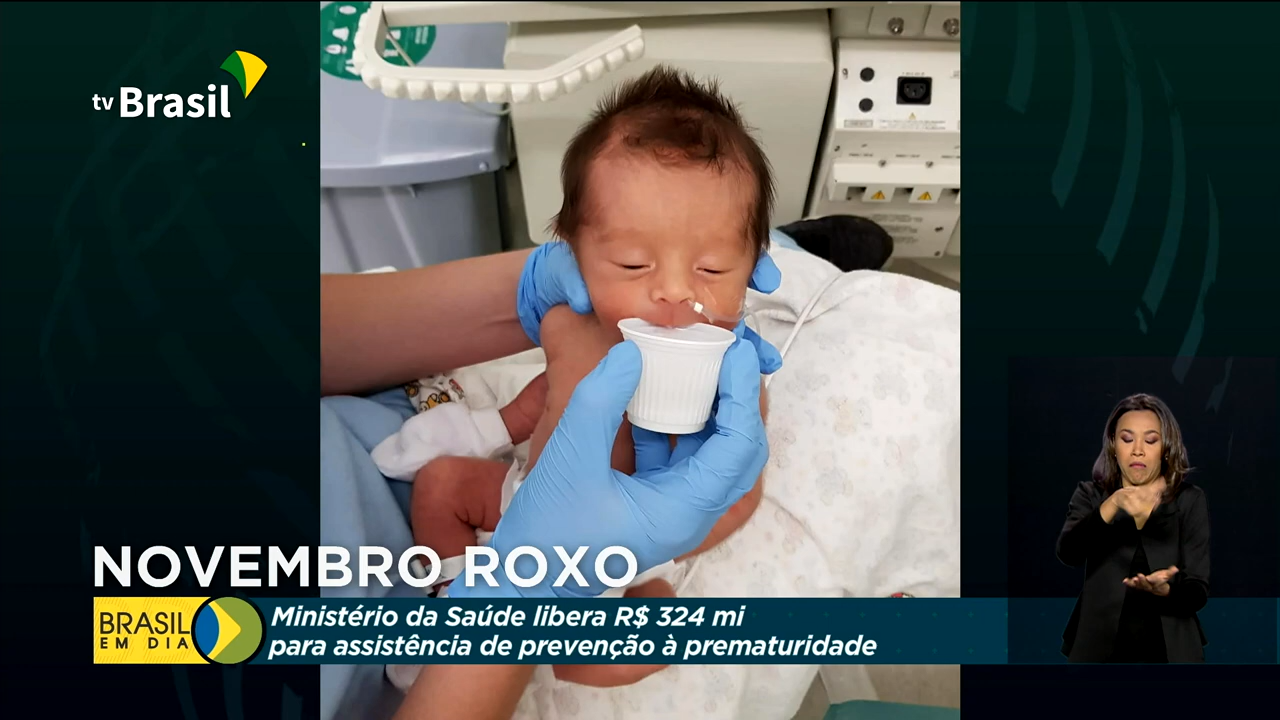 tv Brasil
NOVEMBRO ROXO
BRASIL
EM DIA
Ministério da Saúde libera R$ 324 mi
para assistência de prevenção à prematuridade